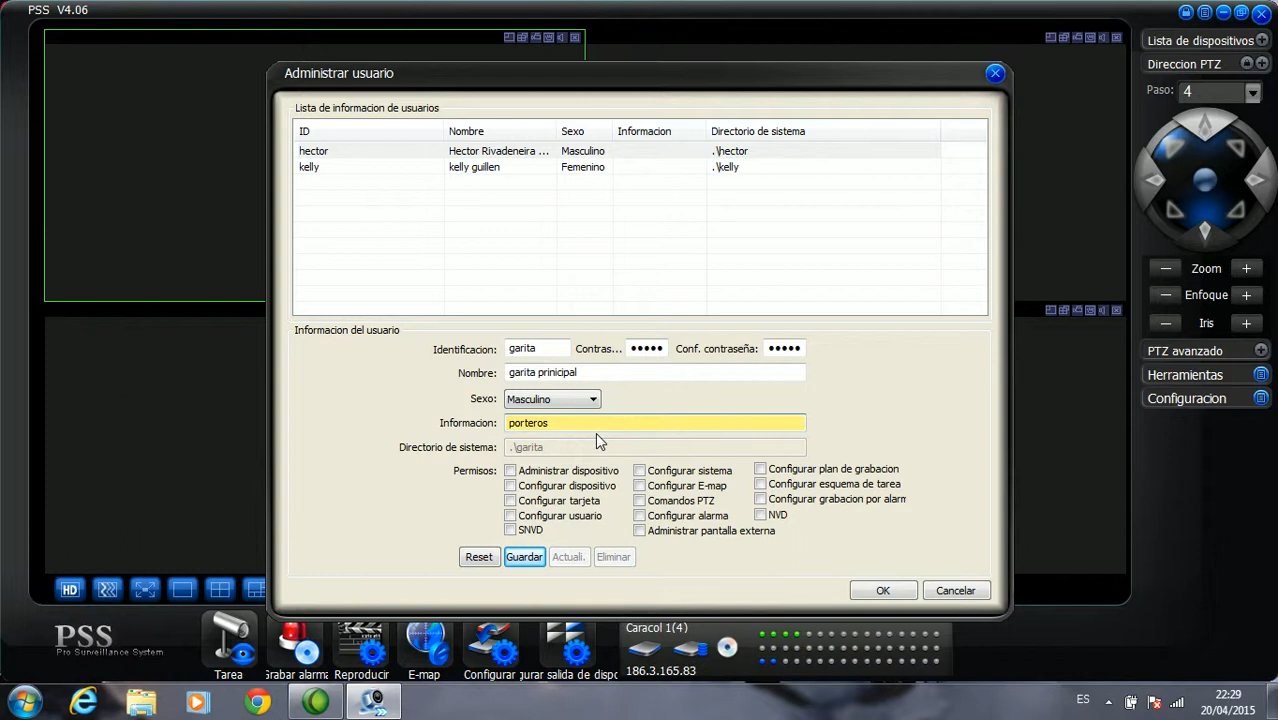 PSS V4.06
Administrar usuario
Lista de informacion de usuarios
ID Nombre Sexo Informacion Directorio de sistema
hector Hector Rivadeneira ... Masculino .\hector
kelly kelly guillen Femenino .\kelly
Informacion del usuario
Identificacion: garita Contras... ●●●●● Conf. contraseña: ●●●●●
Nombre: garita prinicipal
Sexo: Masculino
Informacion: porteros
Directorio de sistema: .\garita
Permisos: Administrar dispositivo Configurar sistema Configurar plan de grabacion
Configurar dispositivo Configurar E-map Configurar esquema de tarea
Configurar tarjeta Comandos PTZ Configurar grabacion por alarm
Configurar usuario Configurar alarma NVD
SNVD Administrar pantalla externa
Reset Guardar Actuali. Eliminar
OK Cancelar
Lista de dispositivos
Direccion PTZ
Paso: 4
Zoom
Enfoque
Iris
PTZ avanzado
Herramientas
Configuracion
HD
PSS
Pro Surveillance System
Tarea Grabar alarma Reproducir E-map Configurar gurar salida de dispo
Caracol 1(4)
186.3.165.83
ES
22:29
20/04/2015